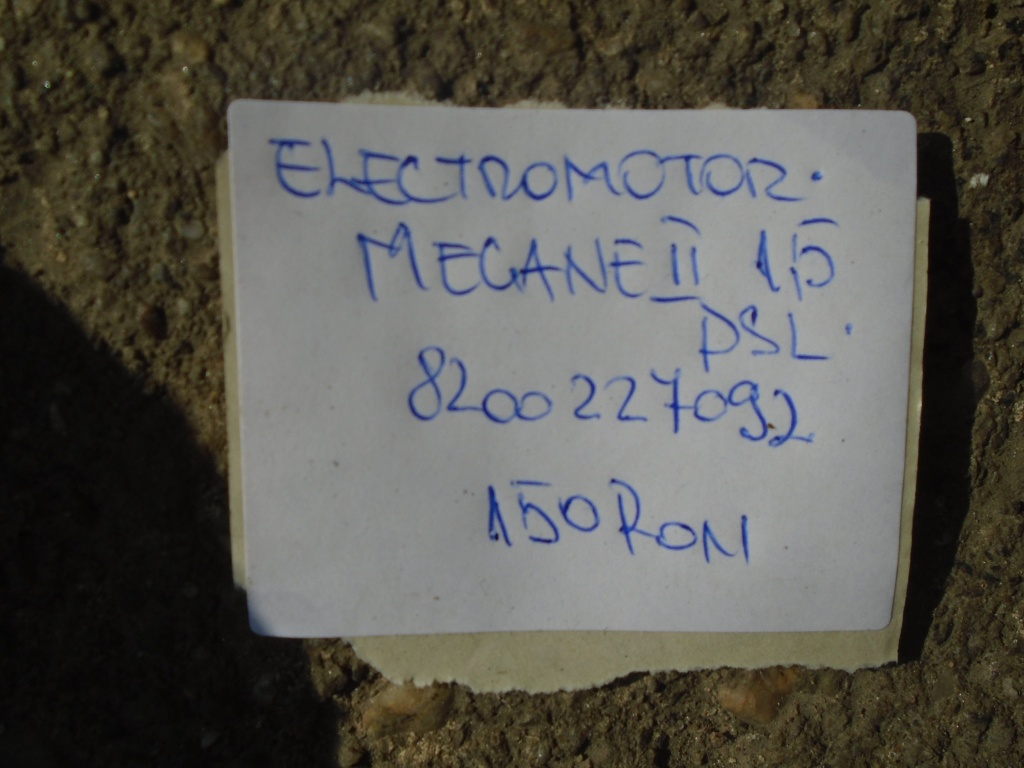 ELECTROMOTOR.
MEGANE II 1,5
DSL.
8200227092
150 RON